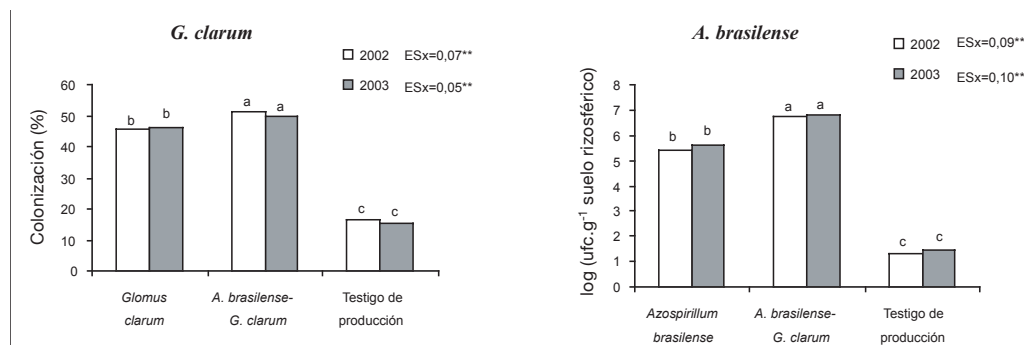 G. clarum
2002 ESx=0,07**
2003 ESx=0,05**
Colonización (%)
60
50
40
30
20
10
0
b
b
a
a
c
c
Glomus
clarum
A. brasilense-
G. clarum
Testigo de
producción
A. brasilense
2002 ESx=0,09**
2003 ESx=0,10**
log (ufc.g-1 suelo rizosférico)
8
7
6
5
4
3
2
1
0
b
b
a
a
c
c
Azospirillum
brasilense
A. brasilense-
G. clarum
Testigo de
producción